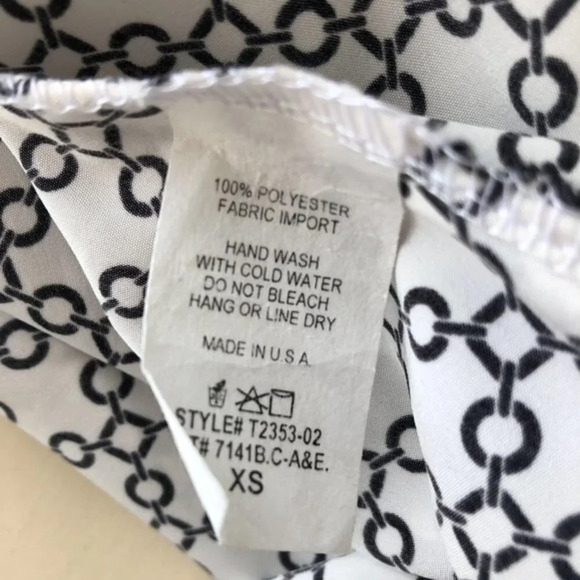 100% POLYESTER
FABRIC IMPORT
HAND WASH
WITH COLD WATER
DO NOT BLEACH
HANG OR LINE DRY
MADE IN U.S.A
STYLE# T2353-02
T# 7141B.C-A&E.
XS